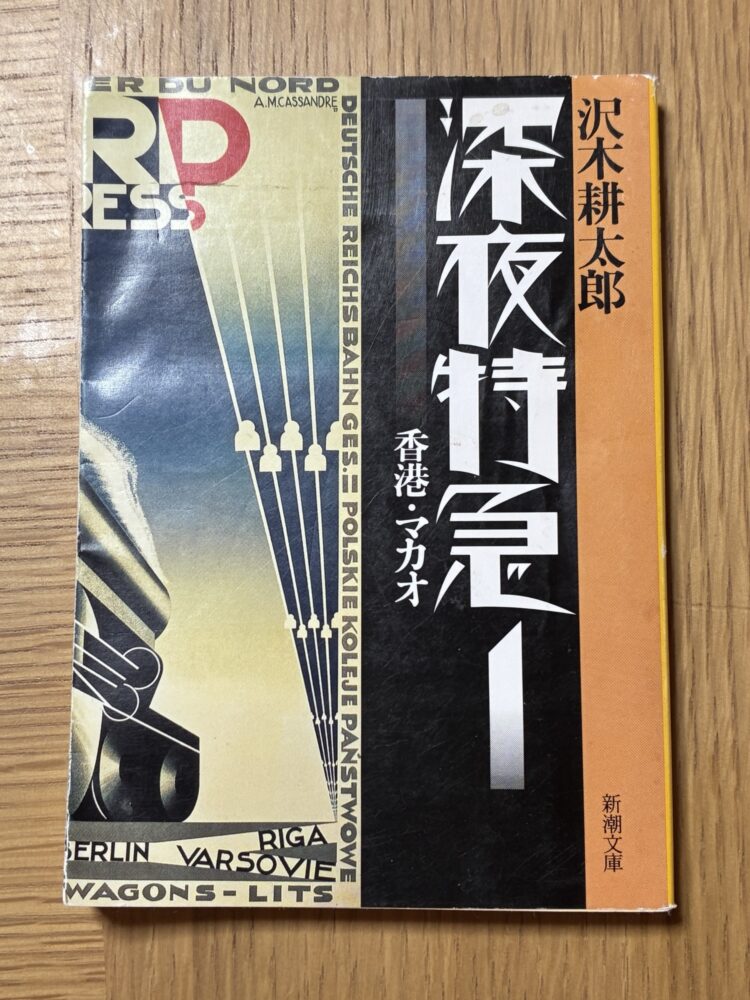 沢木耕太郎
深夜特急1
香港・マカオ
新潮文庫
ER DU NORD
A.M.CASSANDRE
RD
RESS
DEUTSCHE REICHSBAHN GES.= POLSKIE KOLEJE PAŃSTWOWE
BERLIN
RIGA
VARSOVIE
WAGONS-LITS